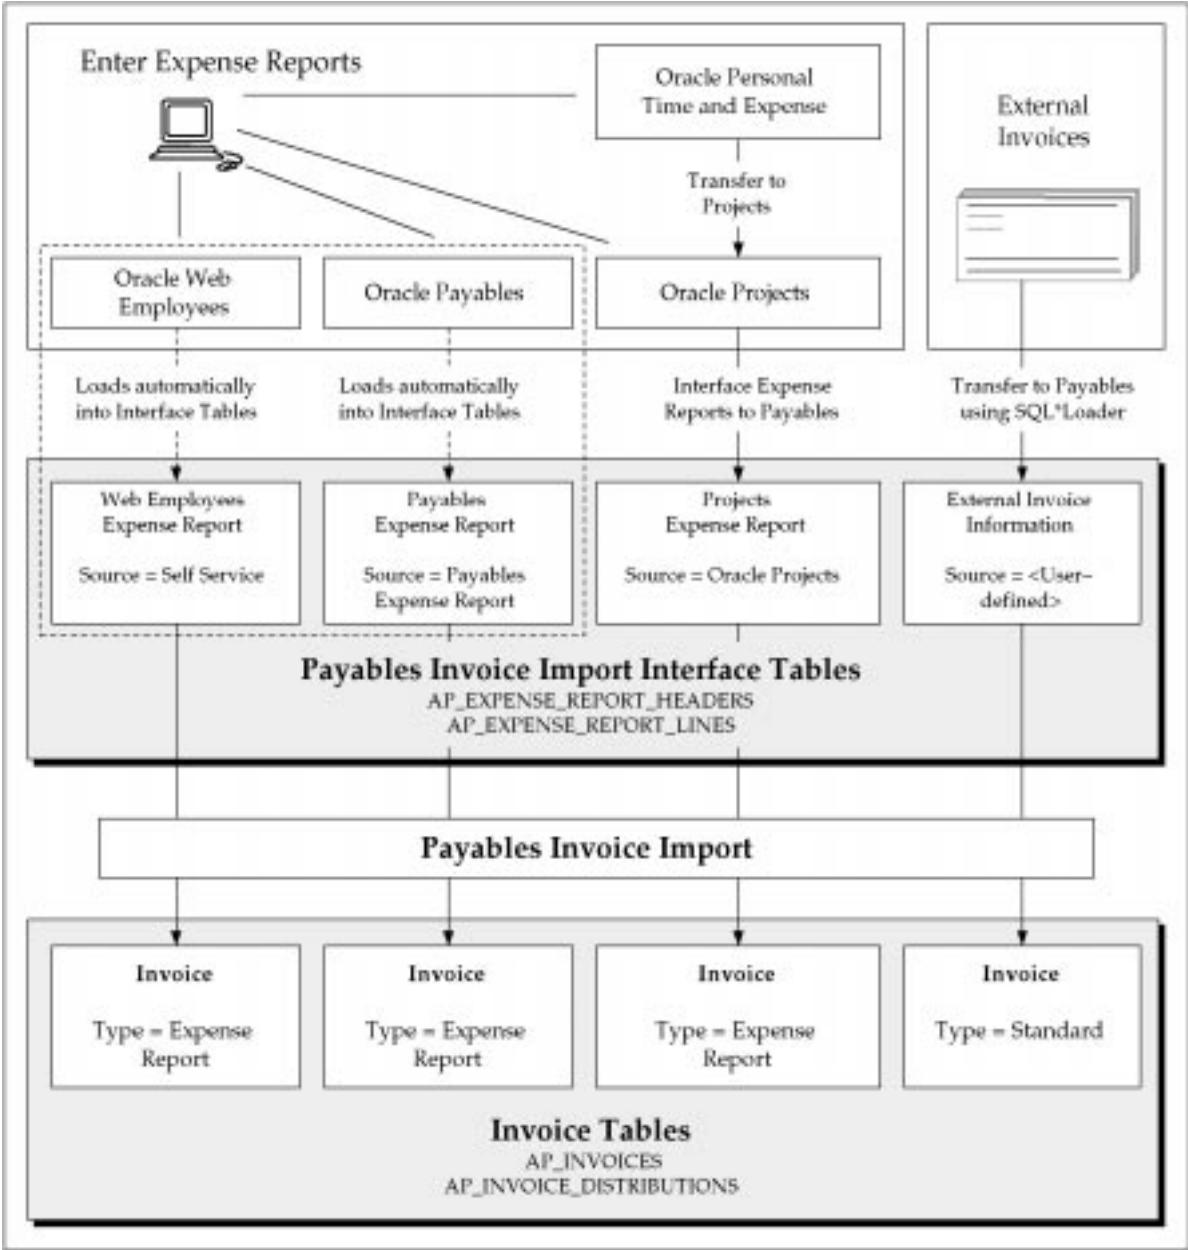 Enter Expense Reports
Oracle Personal
Time and Expense
External
Invoices
Transfer to
Projects
Oracle Web
Employees
Oracle Payables
Oracle Projects
Loads automatically
into Interface Tables
Loads automatically
into Interface Tables
Interface Expense
Reports to Payables
Transfer to Payables
using SQL*Loader
Web Employees
Expense Report
Source = Self Service
Payables
Expense Report
Source = Payables
Expense Report
Projects
Expense Report
Source = Oracle Projects
External Invoice
Information
Source = <User–
defined>
Payables Invoice Import Interface Tables
AP_EXPENSE_REPORT_HEADERS
AP_EXPENSE_REPORT_LINES
Payables Invoice Import
Invoice
Type = Expense
Report
Invoice
Type = Expense
Report
Invoice
Type = Expense
Report
Invoice
Type = Standard
Invoice Tables
AP_INVOICES
AP_INVOICE_DISTRIBUTIONS